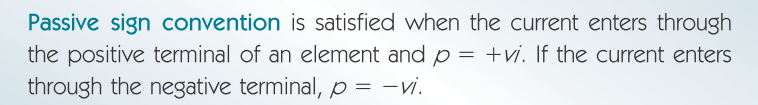 Passive sign convention is satisfied when the current enters through
the positive terminal of an element and p = +vi. If the current enters
through the negative terminal, p = −vi.